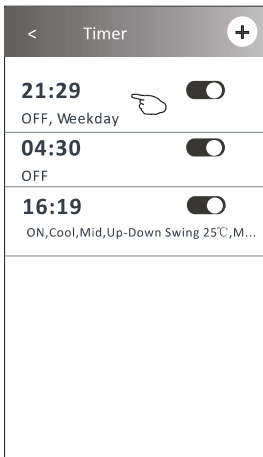 < Timer +
21:29
OFF, Weekday
04:30
OFF
16:19
ON,Cool,Mid,Up-Down Swing 25℃,M...